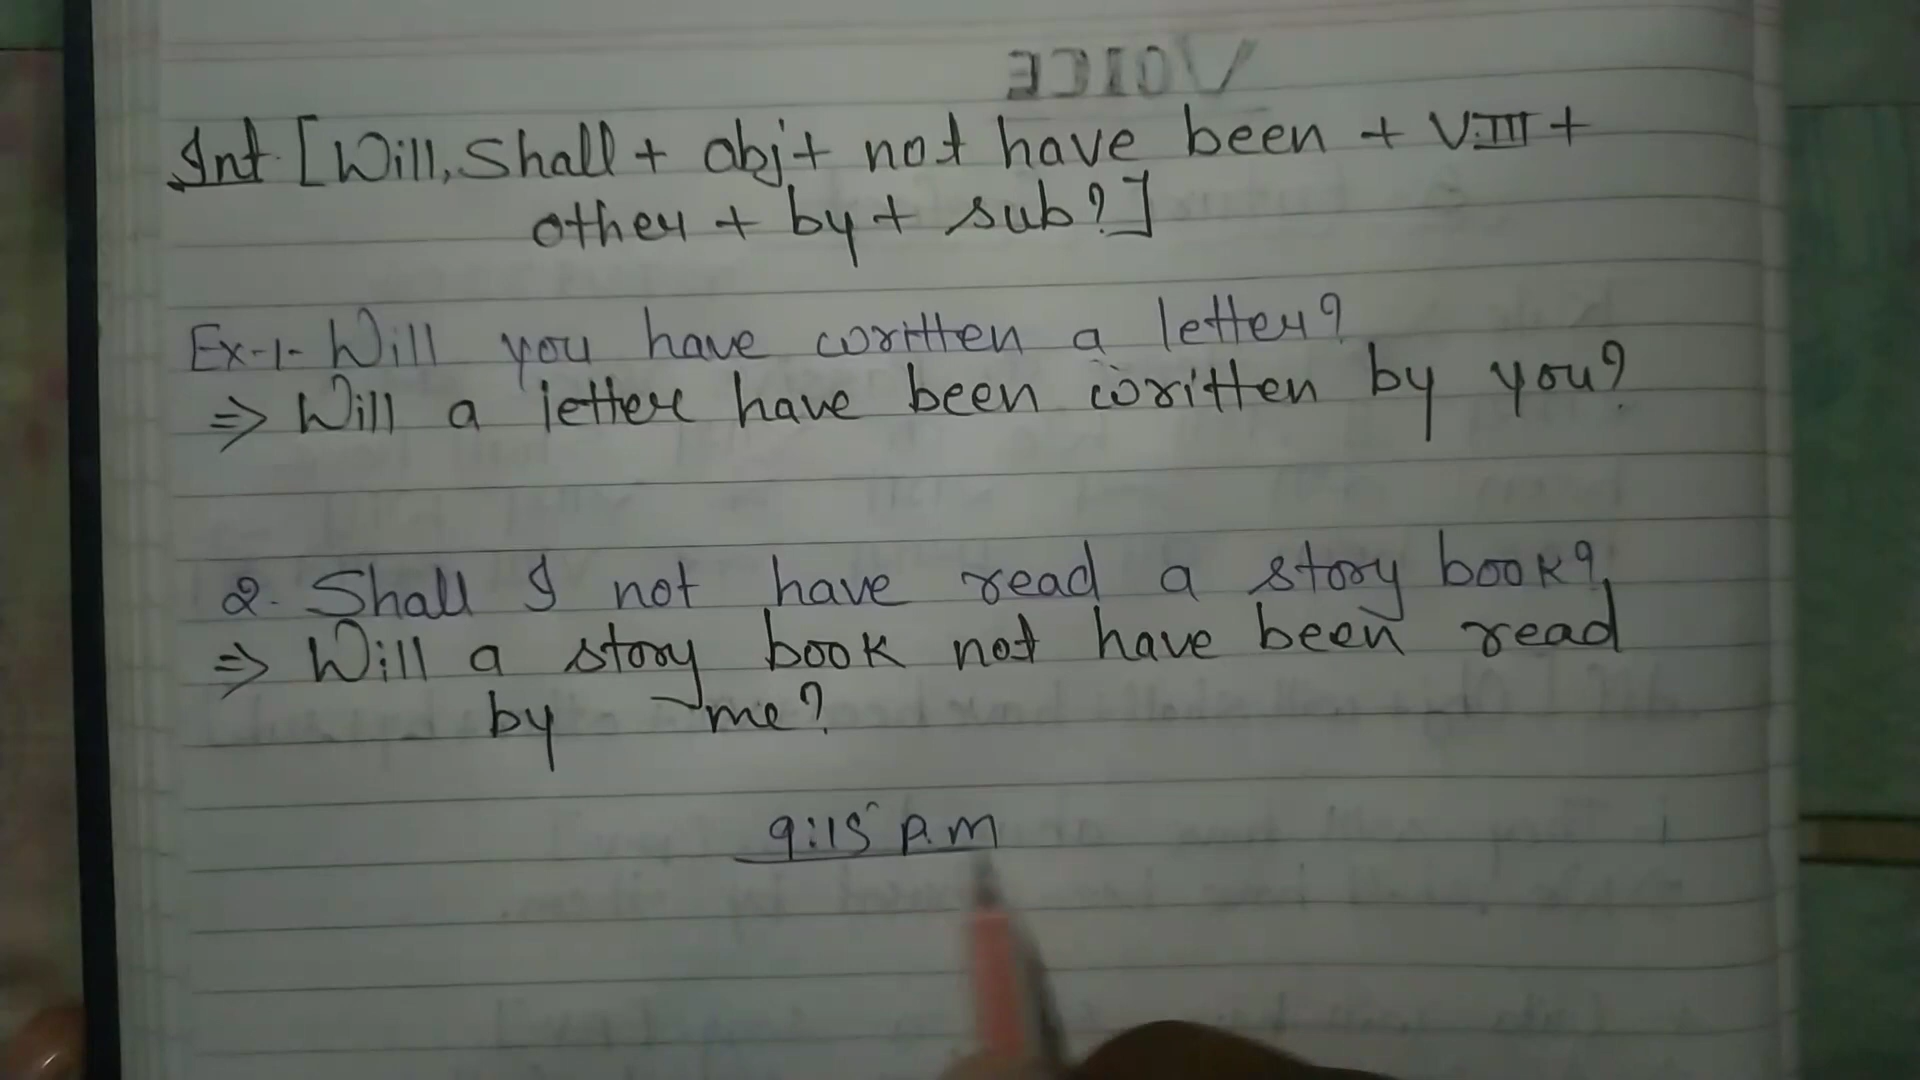 VOICE
Int. [Will, Shall + obj + not have been + VIII +
other + by + sub?]
Ex-1- Will you have written a letter?
⇒ Will a letter have been written by you?
2. Shall I not have read a story book?
⇒ Will a story book not have been read
by me?
9:15 P.M